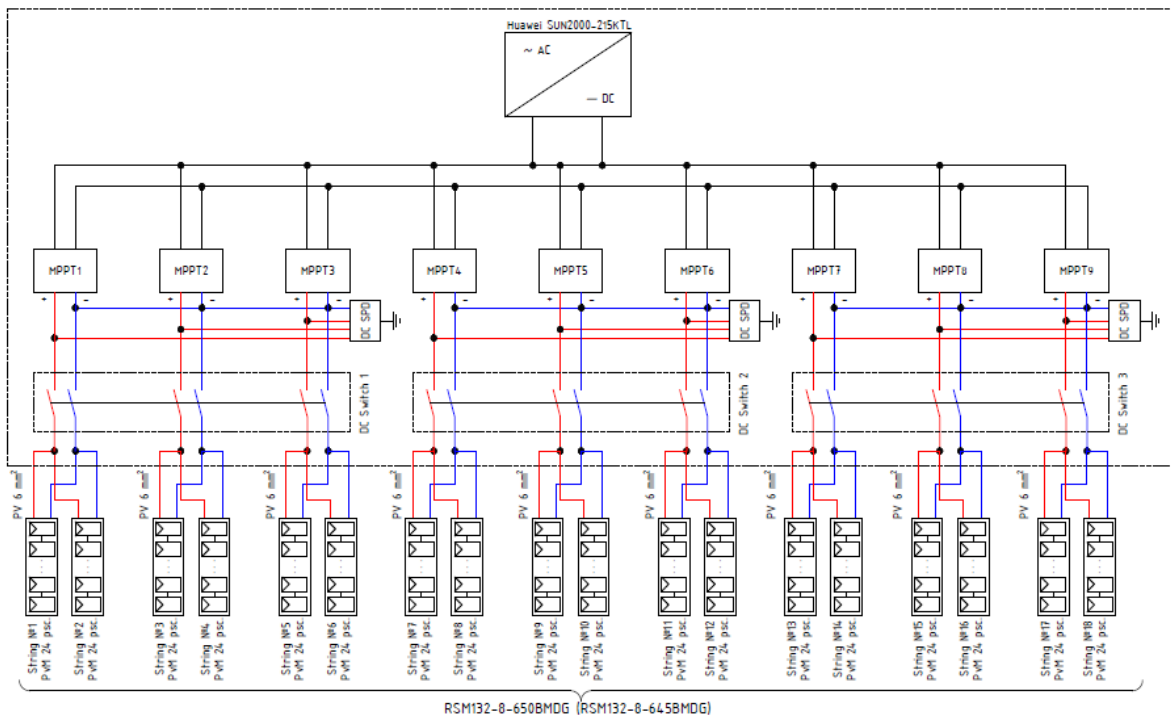 Huawei SUN2000-215KTL
~ AC
— DC
MPPT1
MPPT2
MPPT3
MPPT4
MPPT5
MPPT6
MPPT7
MPPT8
MPPT9
+ -
+ -
+ -
+ -
+ -
+ -
+ -
+ -
+ -
DC SPD
DC SPD
DC SPD
DC Switch 1
DC Switch 2
DC Switch 3
PV 6 mm²
PV 6 mm²
PV 6 mm²
PV 6 mm²
PV 6 mm²
PV 6 mm²
PV 6 mm²
PV 6 mm²
PV 6 mm²
String №1
PvM 24 psc.
String №2
PvM 24 psc.
String №3
PvM 24 psc.
String №4
PvM 24 psc.
String №5
PvM 24 psc.
String №6
PvM 24 psc.
String №7
PvM 24 psc.
String №8
PvM 24 psc.
String №9
PvM 24 psc.
String №10
PvM 24 psc.
String №11
PvM 24 psc.
String №12
PvM 24 psc.
String №13
PvM 24 psc.
String №14
PvM 24 psc.
String №15
PvM 24 psc.
String №16
PvM 24 psc.
String №17
PvM 24 psc.
String №18
PvM 24 psc.
RSM132-8-650BMDG (RSM132-8-645BMDG)